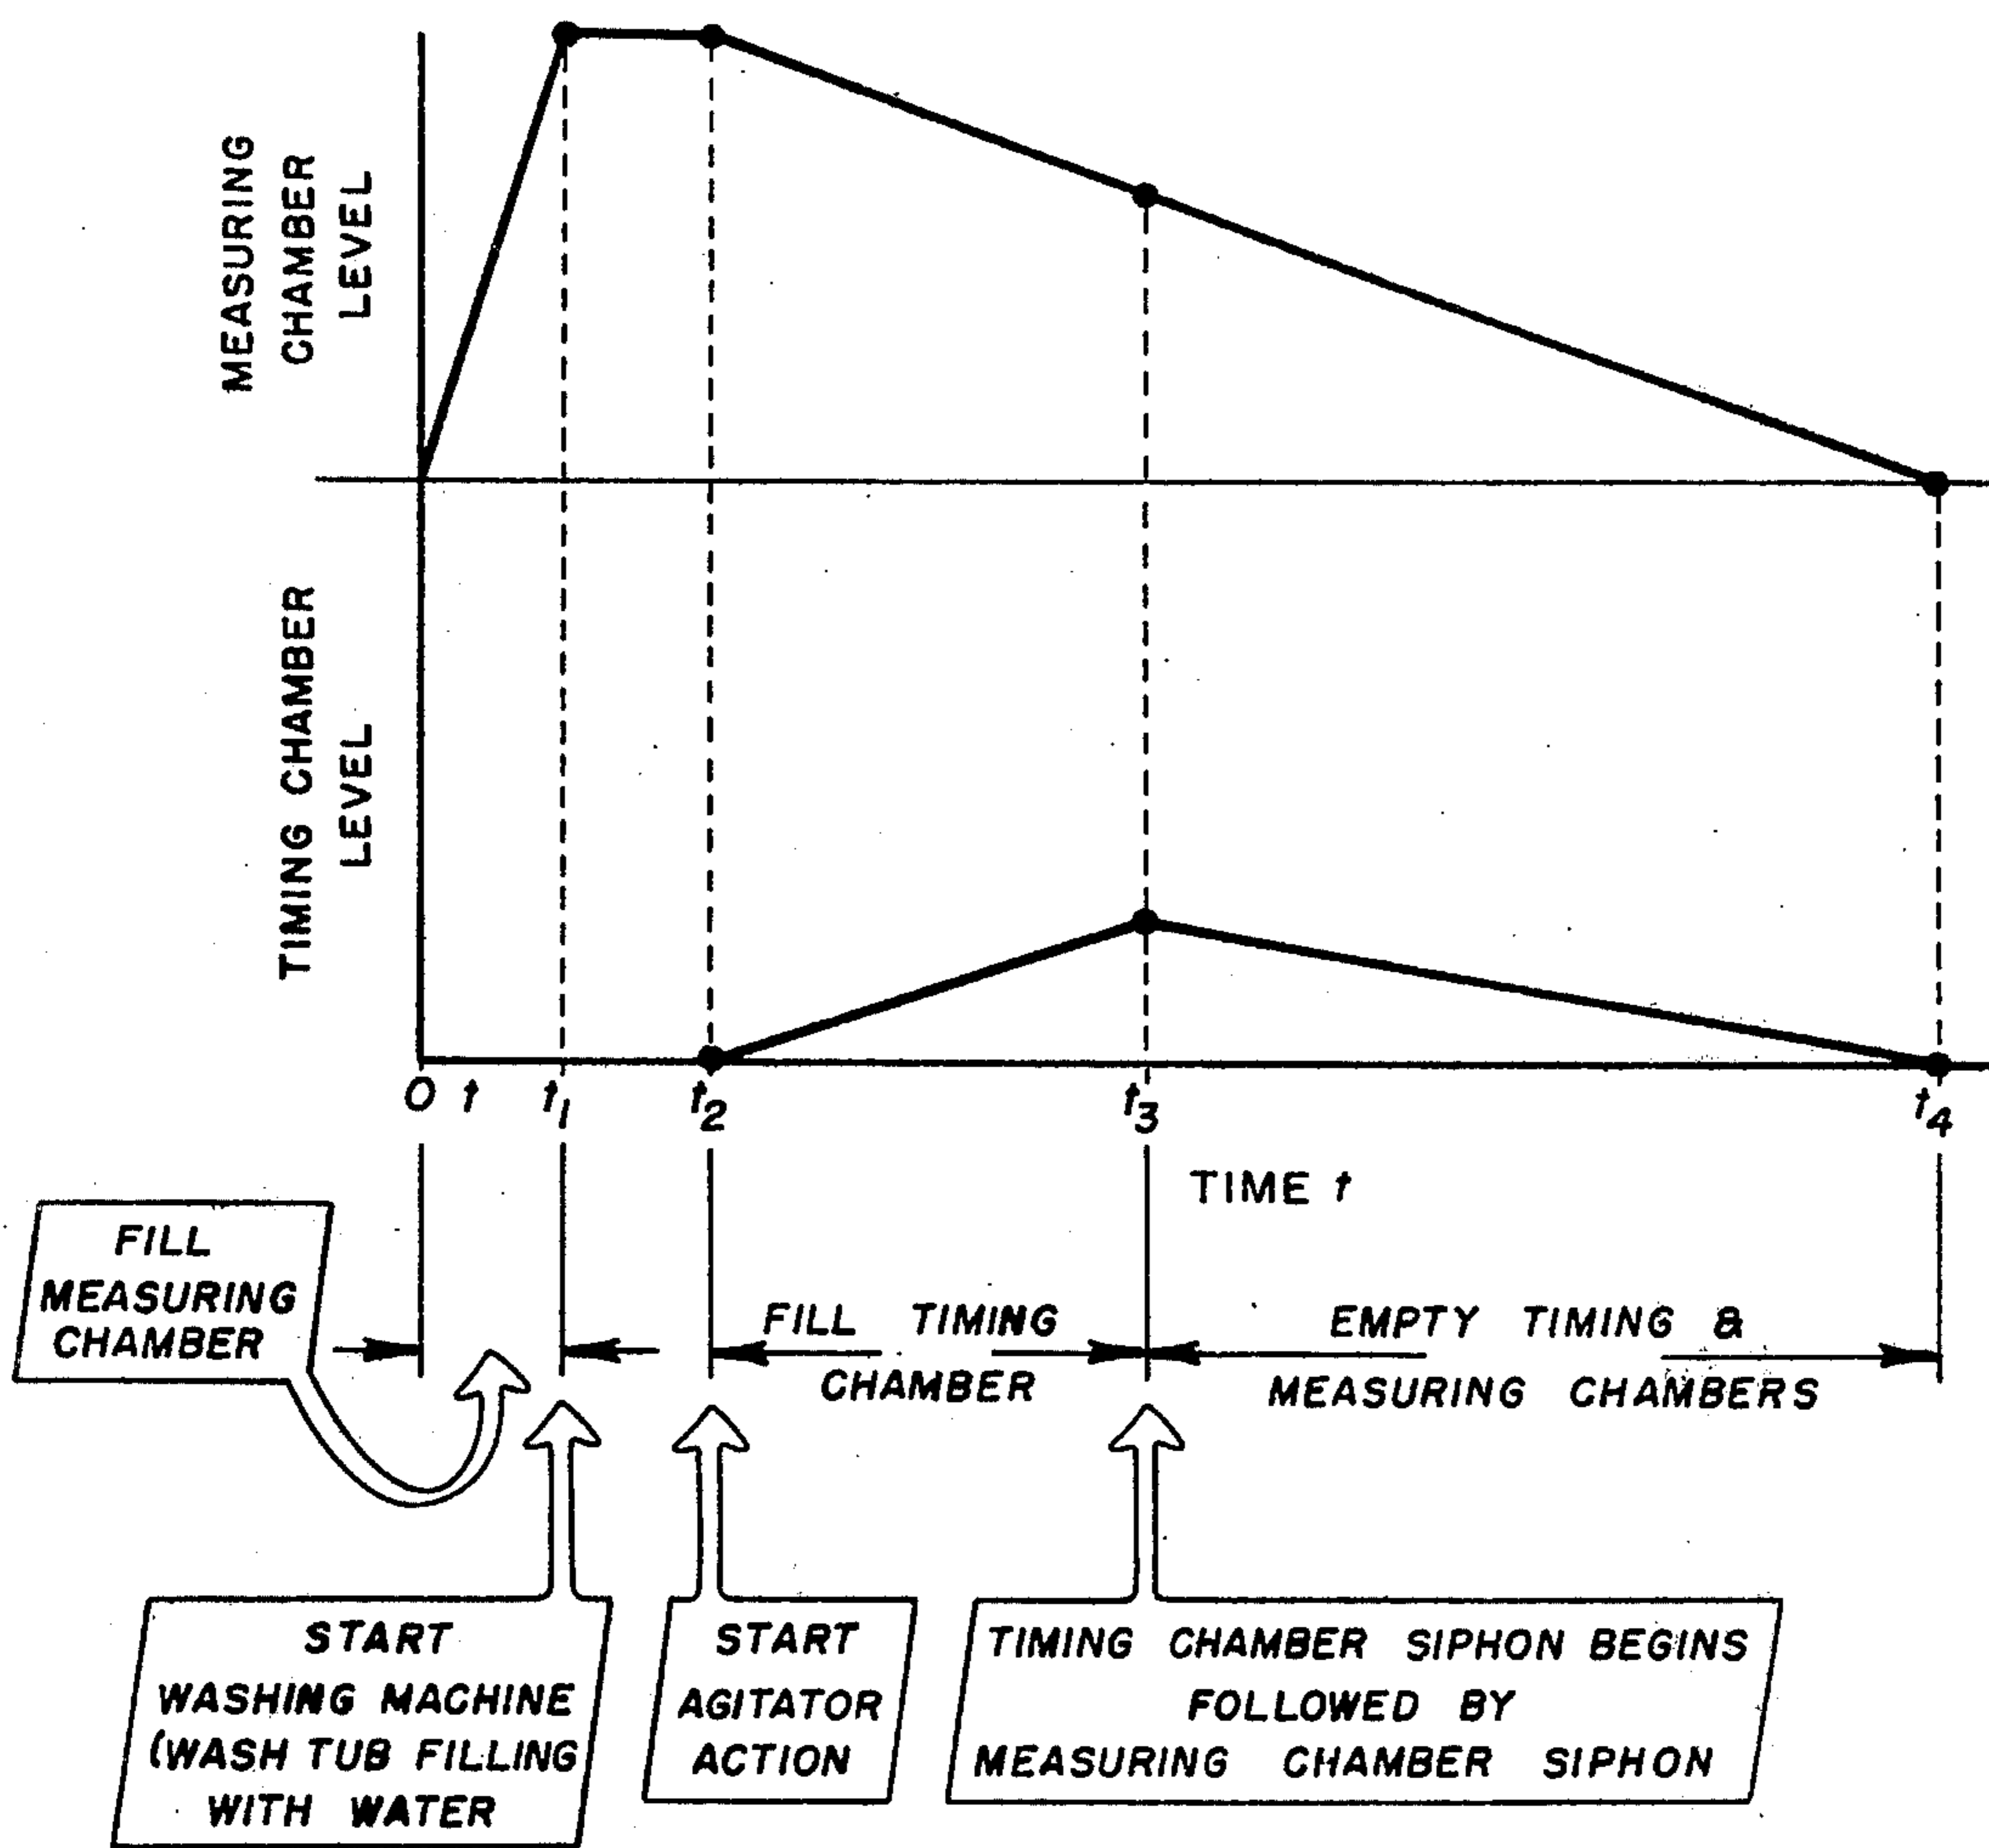 MEASURING
CHAMBER
LEVEL
TIMING CHAMBER
LEVEL
0 t t1 t2 t3 t4
TIME t
FILL
MEASURING
CHAMBER
FILL TIMING
CHAMBER
EMPTY TIMING &
MEASURING CHAMBERS
START
WASHING MACHINE
(WASH TUB FILLING
WITH WATER
START
AGITATOR
ACTION
TIMING CHAMBER SIPHON BEGINS
FOLLOWED BY
MEASURING CHAMBER SIPHON